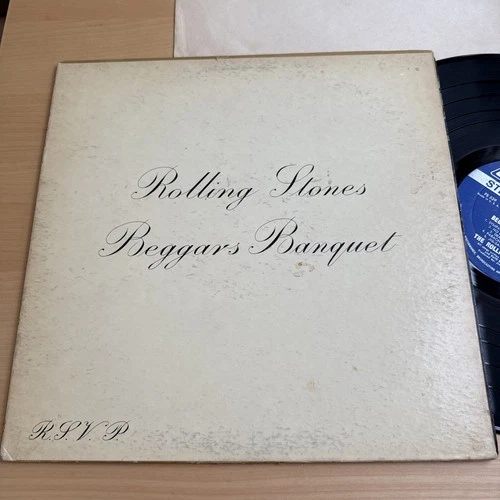 Rolling Stones
Beggars Banquet
R.S.V.P.
THE ROLL